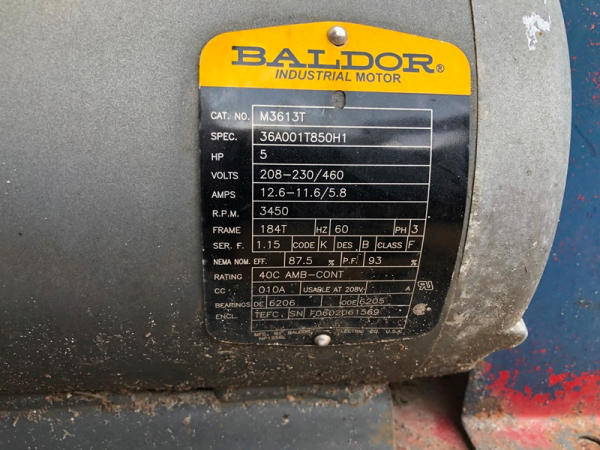 BALDOR®
INDUSTRIAL MOTOR
CAT. NO. M3613T
SPEC. 36A001T850H1
HP 5
VOLTS 208-230/460
AMPS 12.6-11.6/5.8
R.P.M. 3450
FRAME 184T HZ 60 PH 3
SER. F. 1.15 CODE K DES B CLASS F
NEMA NOM. EFF. 87.5 % P.F. 93 %
RATING 40C AMB-CONT
CC 010A USABLE AT 208V A
BEARINGS DE 6206 ODE 6205
ENCL. TEFC SN F0602061569
BALDOR ELECTRIC CO. U.S.A.